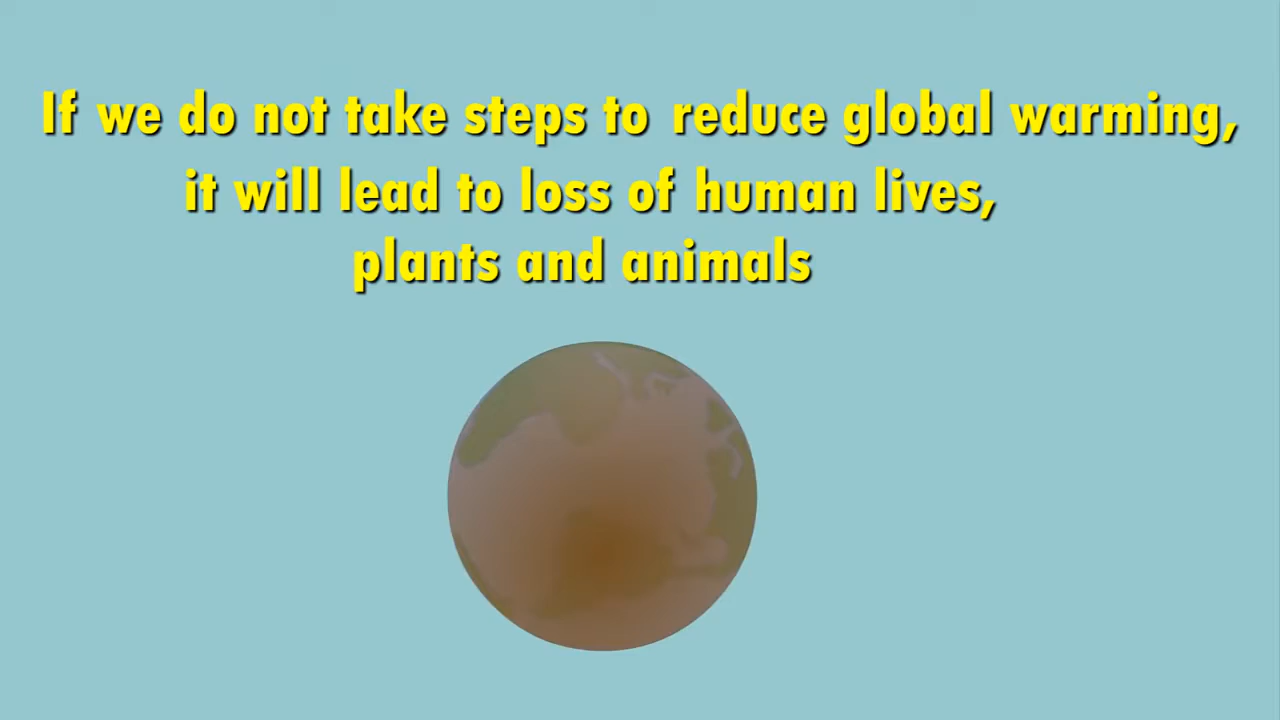 If we do not take steps to reduce global warming,
it will lead to loss of human lives,
plants and animals